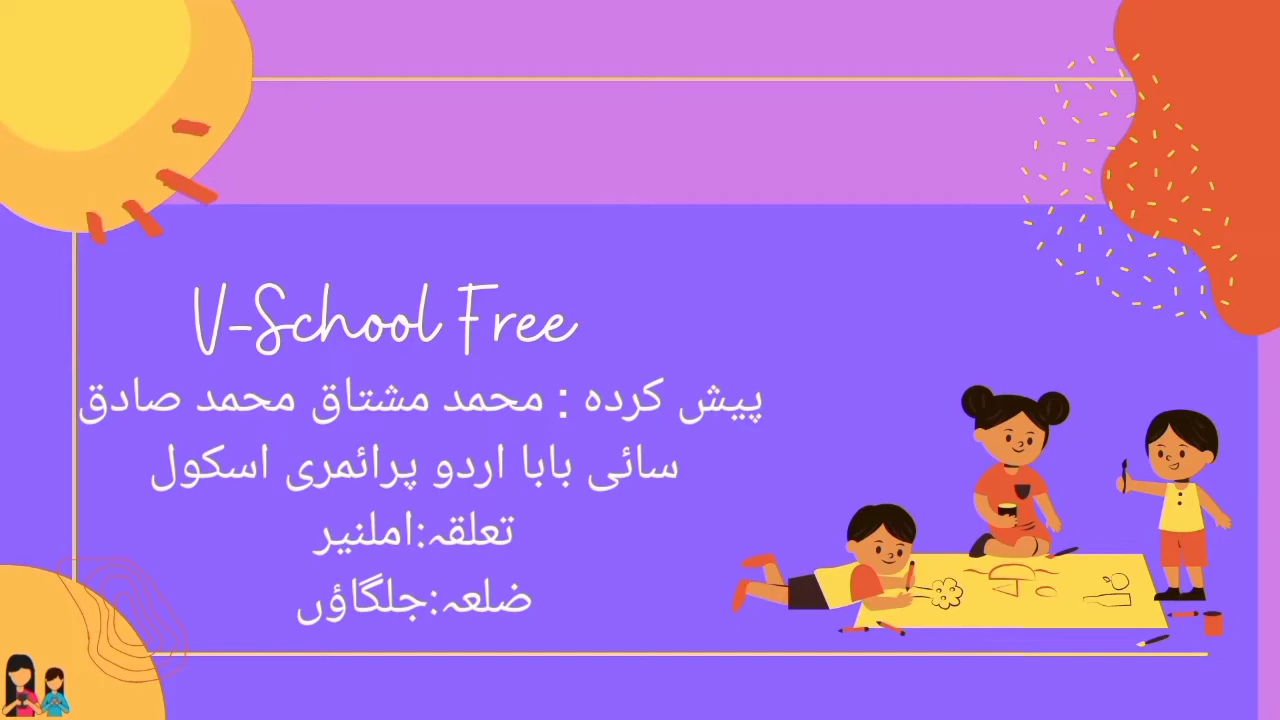 V-School Free
پیش کردہ : محمد مشتاق محمد صادق
سائی بابا اردو پرائمری اسکول
تعلقہ:املنیر
ضلعہ:جلگاؤں